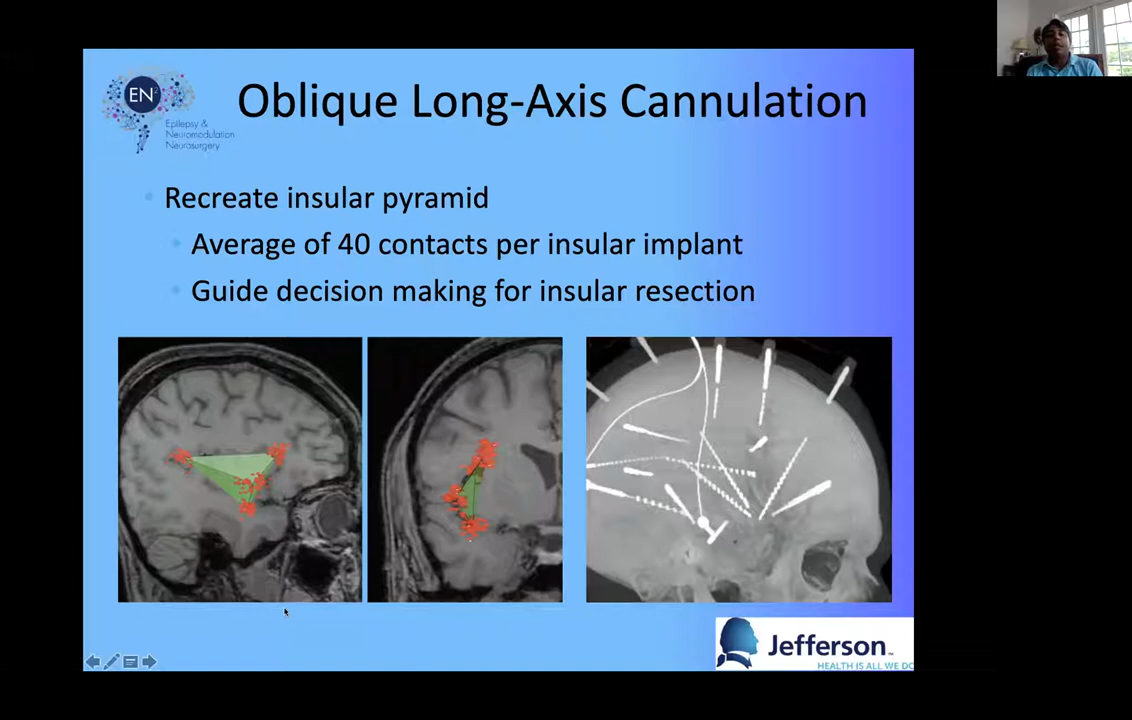 EN²
Epilepsy &
Neuromodulation
Neurosurgery
Oblique Long-Axis Cannulation
Recreate insular pyramid
Average of 40 contacts per insular implant
Guide decision making for insular resection
Jefferson
HEALTH IS ALL WE DO